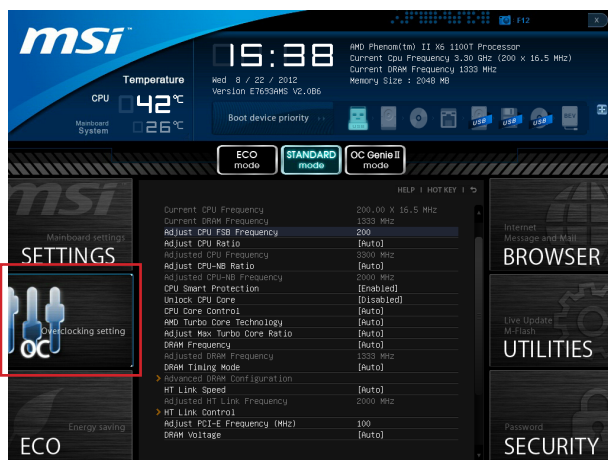 F12
X
msi
15:38
Wed 8 / 22 / 2012
Version E7693AMS V2.0B6
AMD Phenom(tm) II X6 1100T Processor
Current Cpu Frequency 3.30 GHz (200 x 16.5 MHz)
Current DRAM Frequency 1333 MHz
Memory Size : 2048 MB
Temperature
CPU 42°C
Mainboard
System 26°C
Boot device priority
USB
USB
USB
USB
ECO
mode
STANDARD
mode
OC Genie II
mode
HELP | HOT KEY |
Mainboard settings
SETTINGS
Overclocking setting
OC
Energy saving
ECO
Current CPU Frequency 200.00 X 16.5 MHz
Current DRAM Frequency 1333 MHz
Adjust CPU FSB Frequency 200
Adjust CPU Ratio [Auto]
Adjusted CPU Frequency 3300 MHz
Adjust CPU-NB Ratio [Auto]
Adjusted CPU-NB Frequency 2000 MHz
CPU Smart Protection [Enabled]
Unlock CPU Core [Disabled]
CPU Core Control [Auto]
AMD Turbo Core Technology [Auto]
Adjust Max Turbo Core Ratio [Auto]
DRAM Frequency [Auto]
Adjusted DRAM Frequency 1333 MHz
DRAM Timing Mode [Auto]
> Advanced DRAM Configuration
HT Link Speed [Auto]
Adjusted HT Link Frequency 2000 MHz
> HT Link Control
Adjust PCI-E Frequency (MHz) 100
DRAM Voltage [Auto]
Internet
Message and Mail
BROWSER
Live Update
M-Flash
UTILITIES
Password
SECURITY